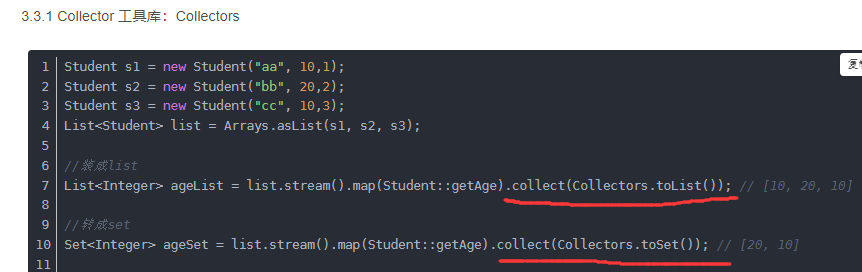 3.3.1 Collector 工具库：Collectors
1 Student s1 = new Student("aa", 10,1);
2 Student s2 = new Student("bb", 20,2);
3 Student s3 = new Student("cc", 10,3);
4 List<Student> list = Arrays.asList(s1, s2, s3);
5
6 //装成list
7 List<Integer> ageList = list.stream().map(Student::getAge).collect(Collectors.toList()); // [10, 20, 10]
8
9 //转成set
10 Set<Integer> ageSet = list.stream().map(Student::getAge).collect(Collectors.toSet()); // [20, 10]
11